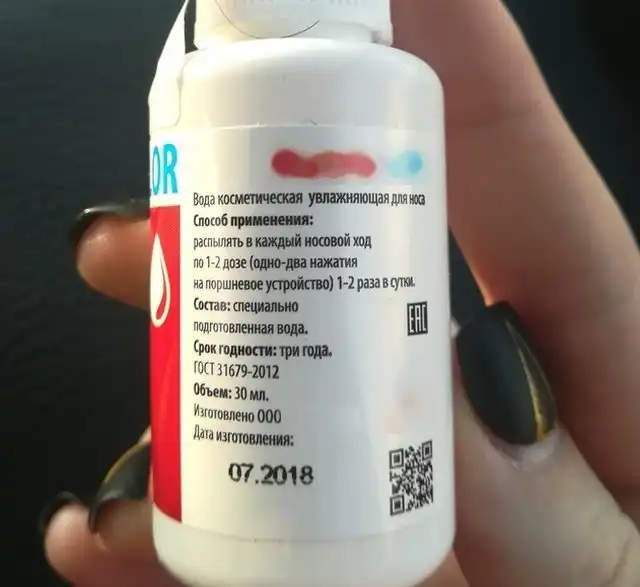 OR
Вода косметическая увлажняющая для носа
Способ применения:
распылять в каждый носовой ход
по 1-2 дозе (одно-два нажатия
на поршневое устройство) 1-2 раза в сутки.
Состав: специально
подготовленная вода.
Срок годности: три года.
ГОСТ 31679-2012
Объем: 30 мл.
Изготовлено ООО
Дата изготовления:
07.2018
ЕАС